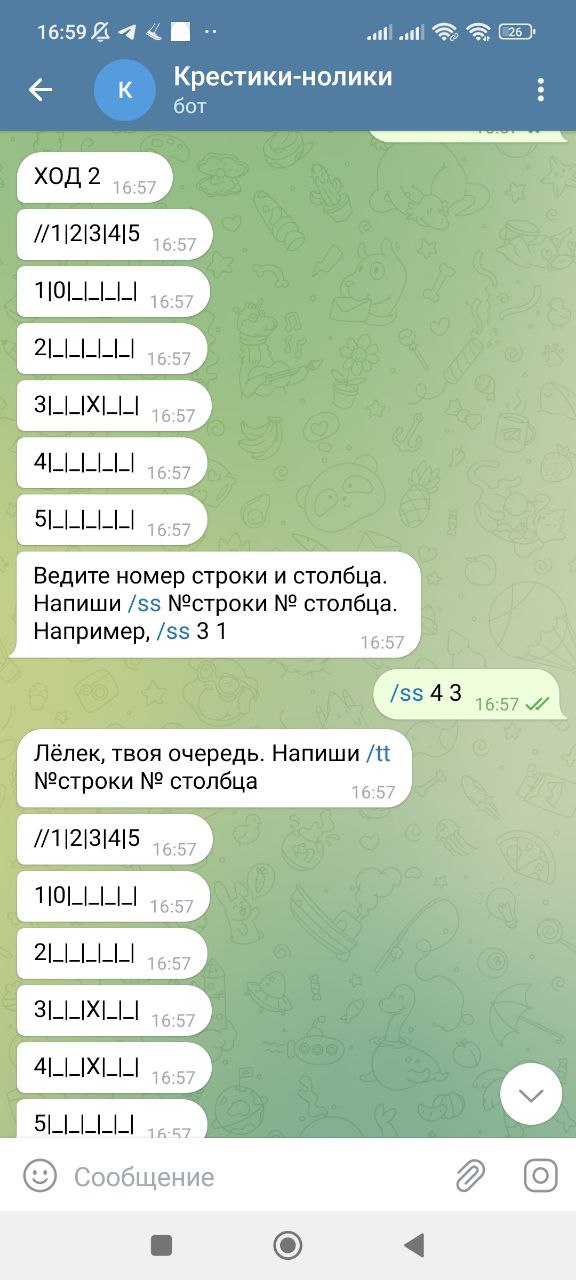 16:59 26
Крестики-нолики
К
бот
ХОД 2 16:57
//1|2|3|4|5 16:57
1|0|_|_|_|_| 16:57
2|_|_|_|_|_| 16:57
3|_|_|X|_|_| 16:57
4|_|_|_|_|_| 16:57
5|_|_|_|_|_| 16:57
Ведите номер строки и столбца.
Напиши /ss №строки № столбца.
Например, /ss 3 1 16:57
/ss 4 3 16:57
Лёлек, твоя очередь. Напиши /tt
№строки № столбца 16:57
//1|2|3|4|5 16:57
1|0|_|_|_|_| 16:57
2|_|_|_|_|_| 16:57
3|_|_|X|_|_| 16:57
4|_|_|X|_|_| 16:57
5|_|_|_|_|_| 16:57
Сообщение